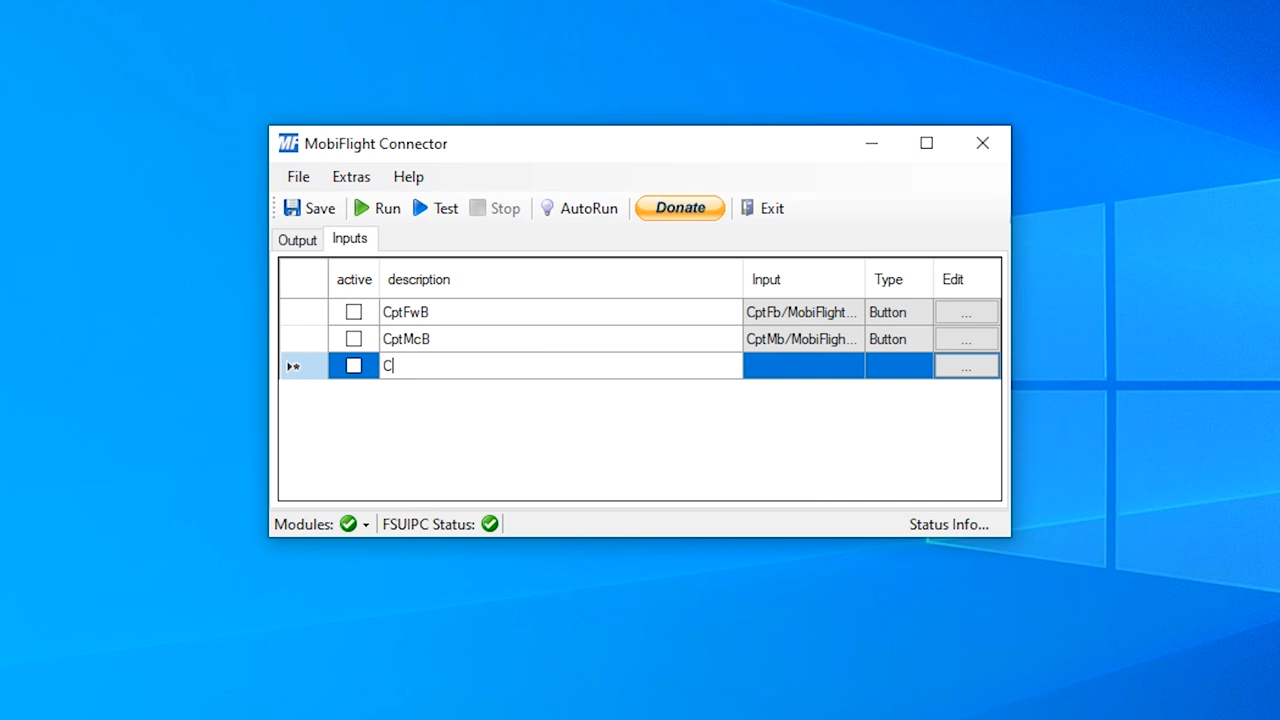 MF MobiFlight Connector
File Extras Help
Save Run Test Stop AutoRun Donate Exit
Output Inputs
active description Input Type Edit
CptFwB CptFb/MobiFlight... Button ...
CptMcB CptMb/MobiFligh... Button ...
C ...
Modules: FSUIPC Status: Status Info...